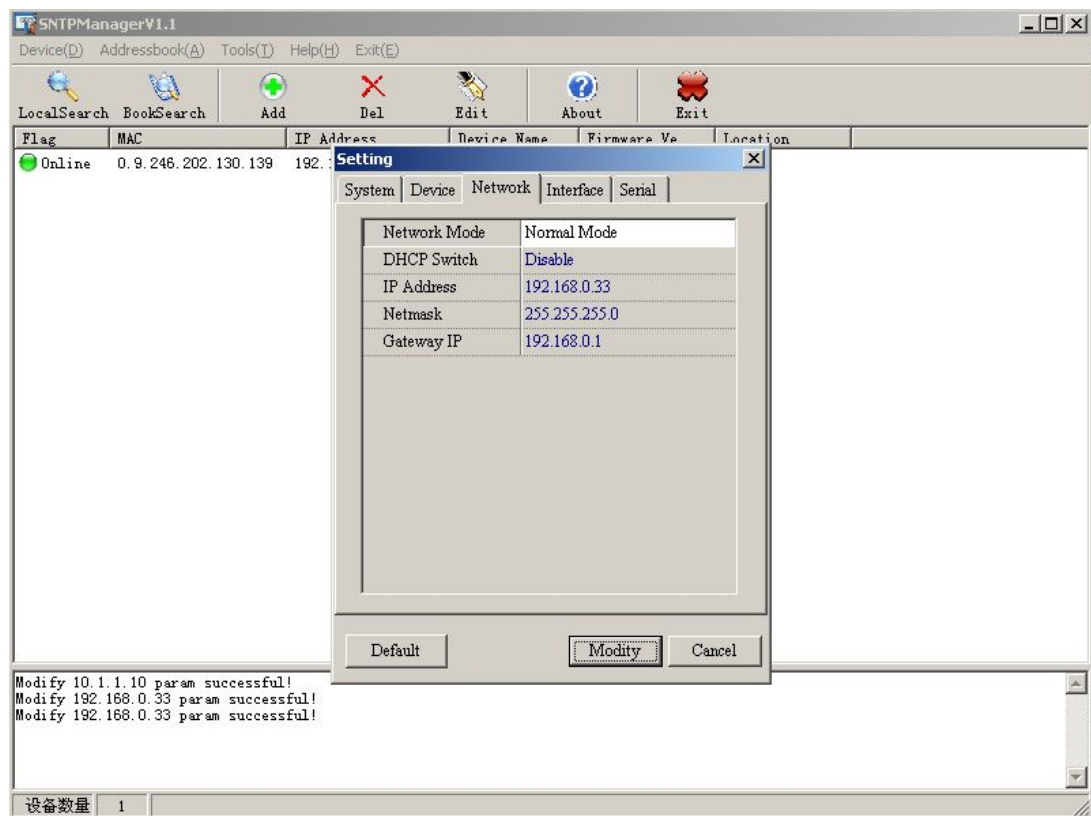 SNTPManagerV1.1
Device(D) Addressbook(A) Tools(T) Help(H) Exit(E)
LocalSearch BookSearch Add Del Edit About Exit
Flag MAC IP Address Device Name Firmware Ve Location
Online 0.9.246.202.130.139 192.
Setting
System Device Network Interface Serial
Network Mode Normal Mode
DHCP Switch Disable
IP Address 192.168.0.33
Netmask 255.255.255.0
Gateway IP 192.168.0.1
Default Modity Cancel
Modify 10.1.1.10 param successful!
Modify 192.168.0.33 param successful!
Modify 192.168.0.33 param successful!
设备数量 1